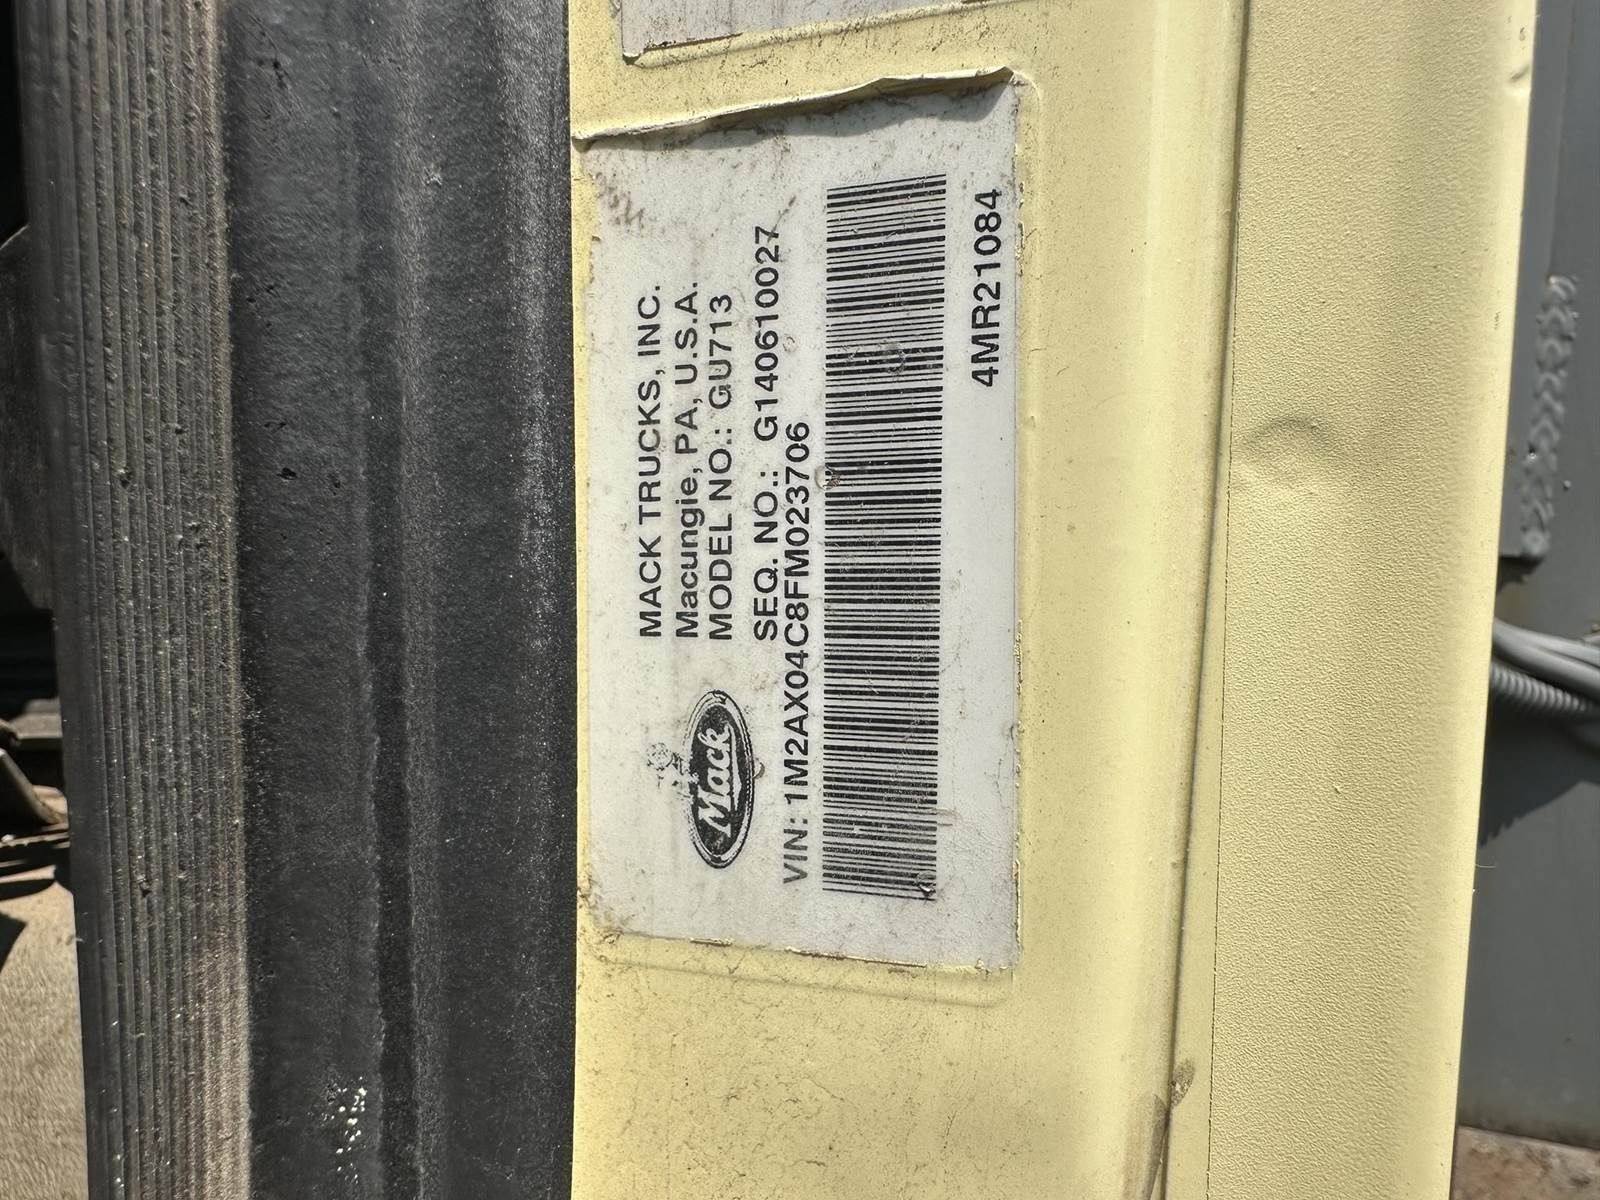 MACK TRUCKS, INC.
Macungie, PA, U.S.A.
MODEL NO.: GU713
SEQ. NO.: G140610027
Mack
VIN: 1M2AX04C8FM023706
4MR21084